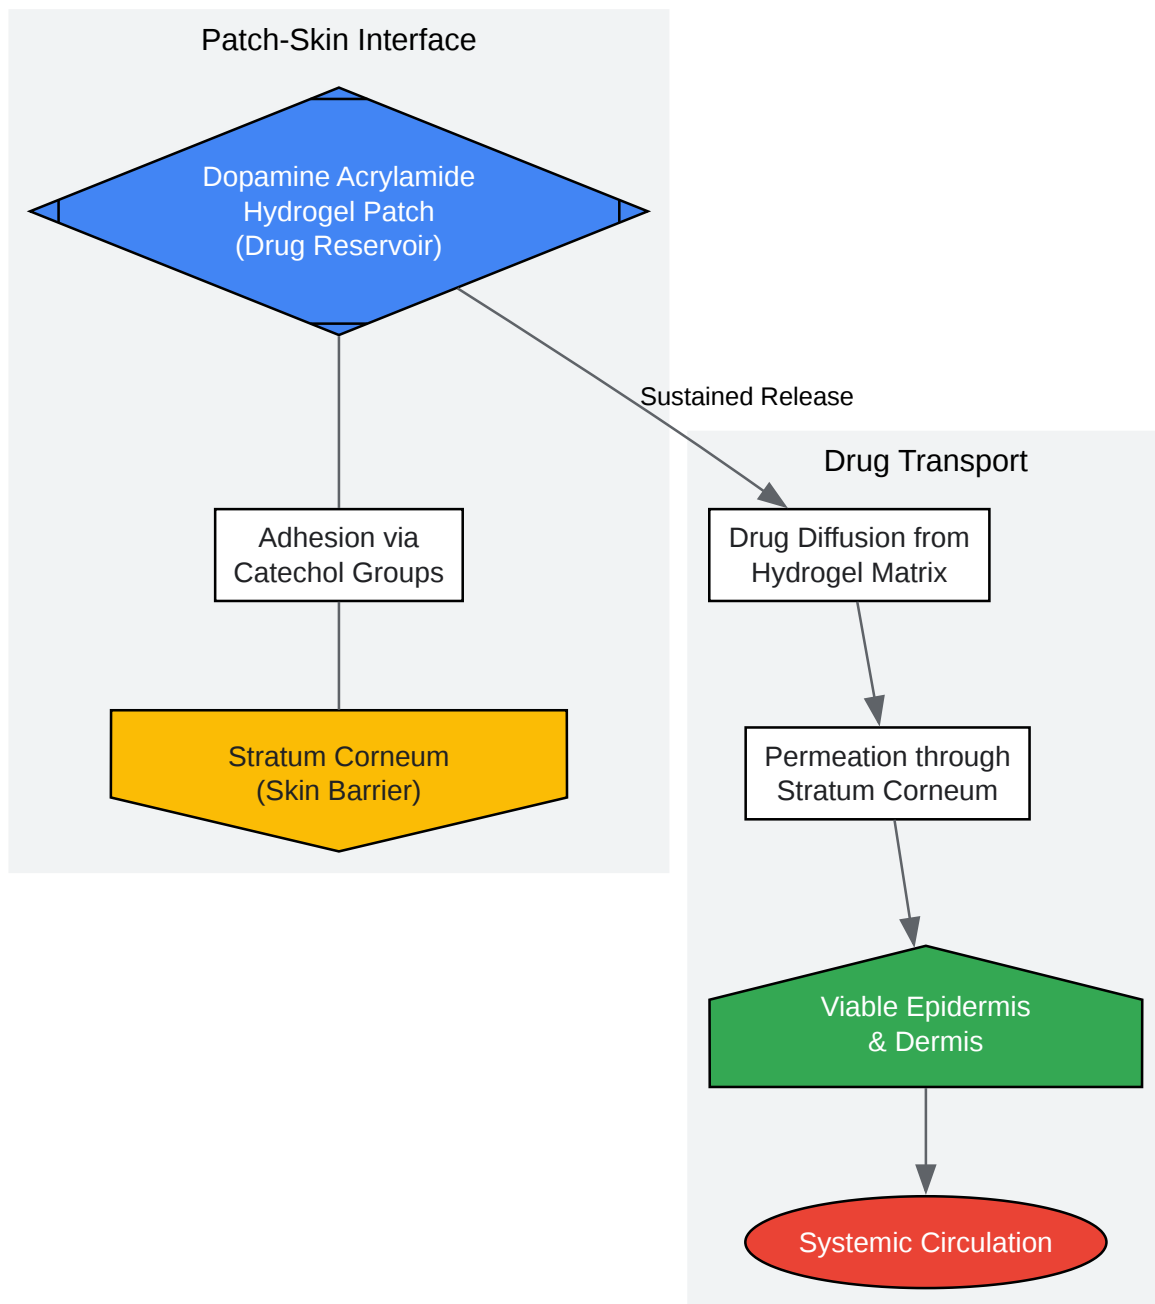 Patch-Skin Interface
Dopamine Acrylamide
Hydrogel Patch
(Drug Reservoir)
Sustained Release
Drug Transport
Adhesion via
Catechol Groups
Drug Diffusion from
Hydrogel Matrix
Stratum Corneum
(Skin Barrier)
Permeation through
Stratum Corneum
Viable Epidermis
& Dermis
Systemic Circulation